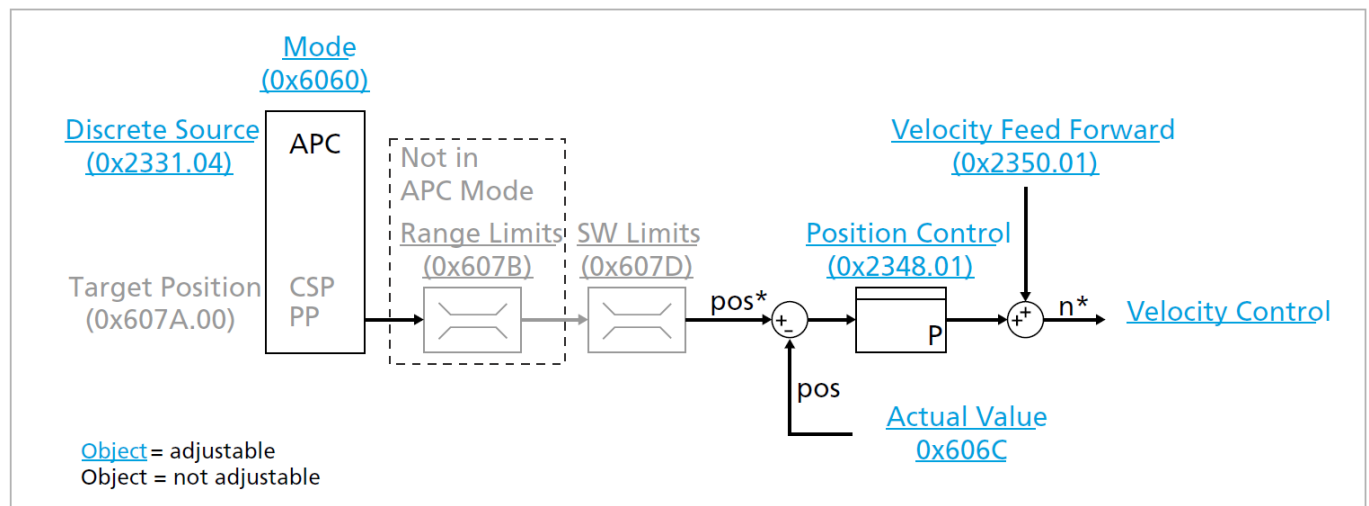 Mode
(0x6060)
Discrete Source
(0x2331.04)
APC
Not in
APC Mode
Velocity Feed Forward
(0x2350.01)
Range Limits
(0x607B)
SW Limits
(0x607D)
Position Control
(0x2348.01)
Target Position
(0x607A.00)
CSP
PP
pos*
+
-
P
+
+
n*
Velocity Control
pos
Actual Value
0x606C
Object = adjustable
Object = not adjustable